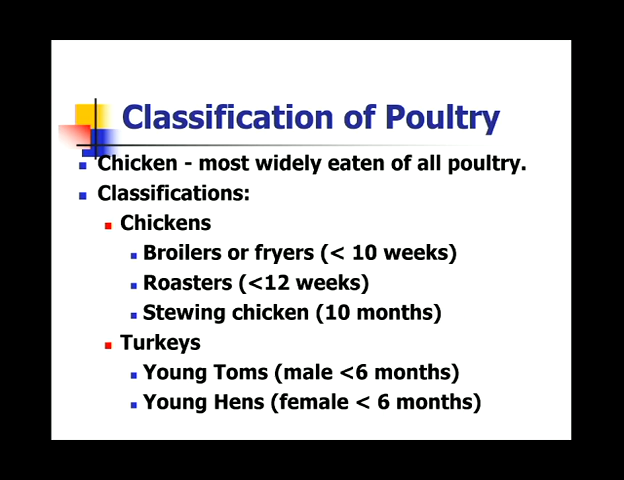 Classification of Poultry
Chicken - most widely eaten of all poultry.
Classifications:
Chickens
Broilers or fryers (< 10 weeks)
Roasters (<12 weeks)
Stewing chicken (10 months)
Turkeys
Young Toms (male <6 months)
Young Hens (female < 6 months)